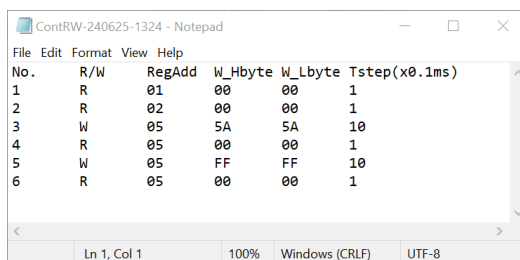 ContRW-240625-1324 - Notepad
File Edit Format View Help
No. R/W RegAdd W_Hbyte W_Lbyte Tstep(x0.1ms)
1 R 01 00 00 1
2 R 02 00 00 1
3 W 05 5A 5A 10
4 R 05 00 00 1
5 W 05 FF FF 10
6 R 05 00 00 1
Ln 1, Col 1 100% Windows (CRLF) UTF-8